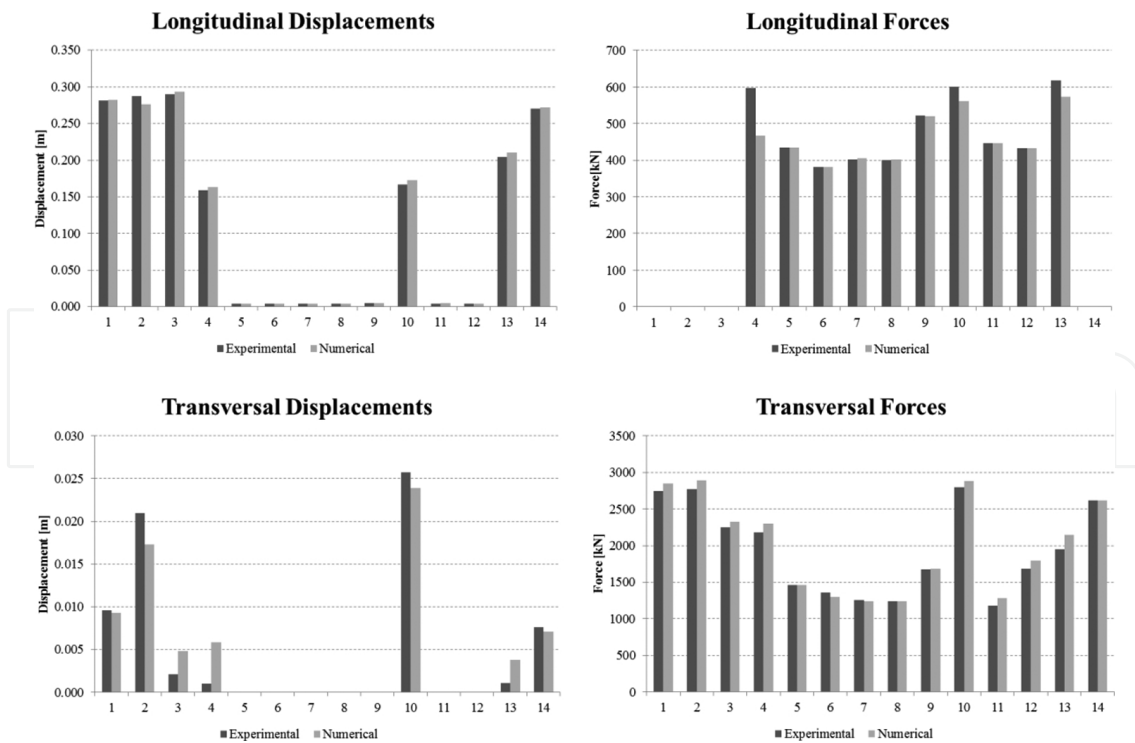 Longitudinal Displacements
0.350
0.300
0.250
0.200
0.150
0.100
0.050
0.000
Displacement [m]
1 2 3 4 5 6 7 8 9 10 11 12 13 14
Experimental Numerical
Longitudinal Forces
700
600
500
400
300
200
100
0
Force[kN]
1 2 3 4 5 6 7 8 9 10 11 12 13 14
Experimental Numerical
Transversal Displacements
0.030
0.025
0.020
0.015
0.010
0.005
0.000
Displacement [m]
1 2 3 4 5 6 7 8 9 10 11 12 13 14
Experimental Numerical
Transversal Forces
3500
3000
2500
2000
1500
1000
500
0
Force [kN]
1 2 3 4 5 6 7 8 9 10 11 12 13 14
Experimental Numerical